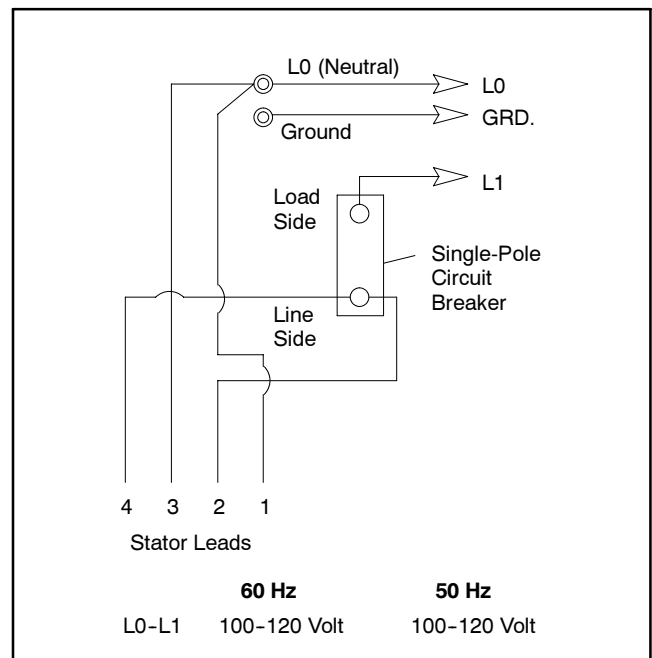 L0 (Neutral)
L0
GRD.
Ground
L1
Load
Side
Single-Pole
Circuit
Breaker
Line
Side
4 3 2 1
Stator Leads
60 Hz 50 Hz
L0-L1 100-120 Volt 100-120 Volt